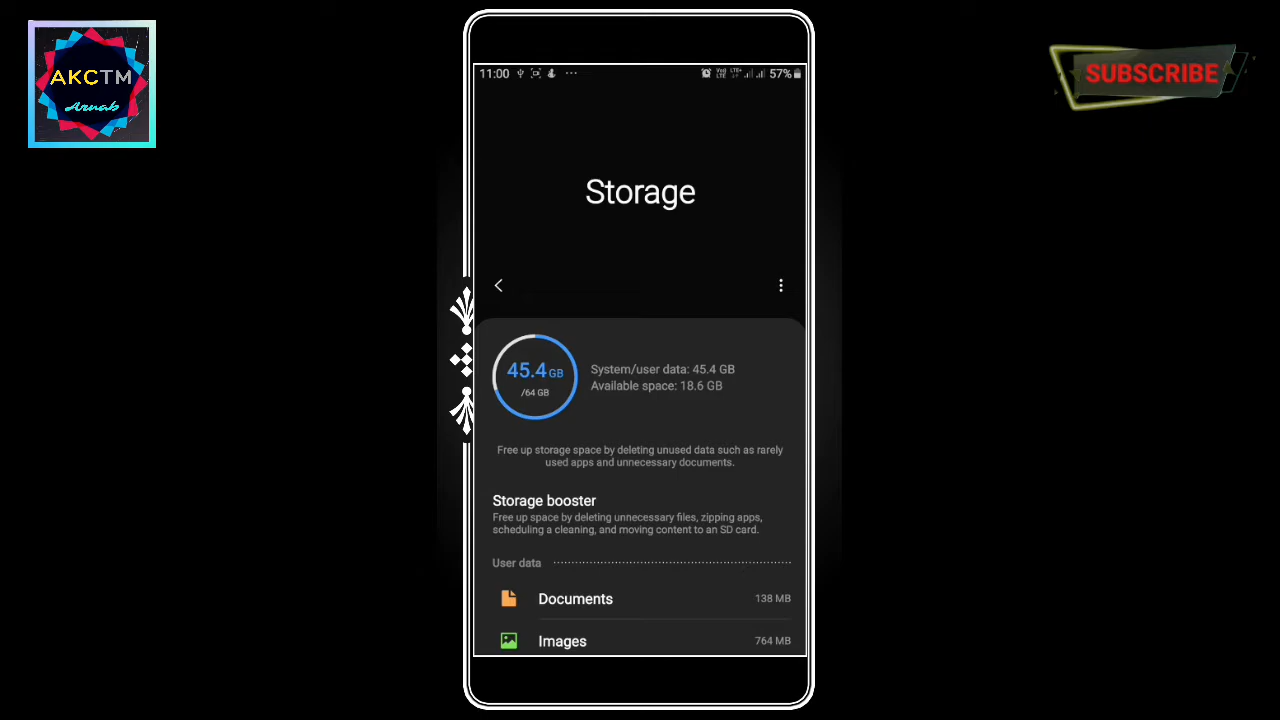 AKCTM
Arnab
SUBSCRIBE
11:00
57%
Storage
45.4 GB
/64 GB
System/user data: 45.4 GB
Available space: 18.6 GB
Free up storage space by deleting unused data such as rarely
used apps and unnecessary documents.
Storage booster
Free up space by deleting unnecessary files, zipping apps,
scheduling a cleaning, and moving content to an SD card.
User data
Documents 138 MB
Images 764 MB